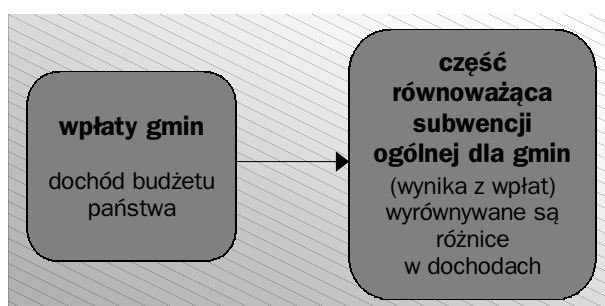 wpłaty gmin
dochód budżetu
państwa
część
równoważąca
subwencji
ogólnej dla gmin
(wynika z wpłat)
wyrównywane są
różnice
w dochodach